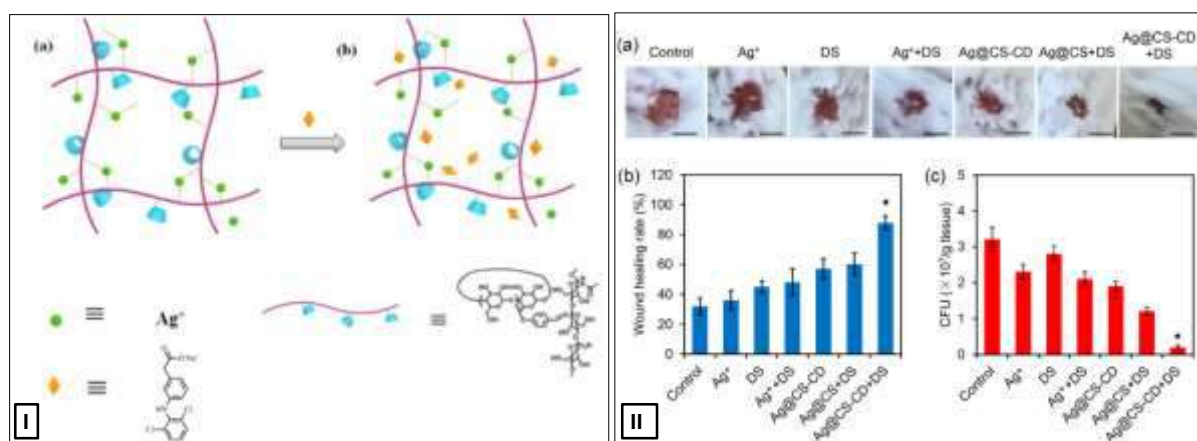 (a)
(b)
≡ Ag⁺
≡
≡
I
(a) Control Ag⁺ DS Ag⁺+DS Ag@CS-CD Ag@CS+DS Ag@CS-CD
+DS
(b)
Wound healing rate (%)
120
100
80
60
40
20
0
*
Control Ag⁺ DS Ag⁺+DS Ag@CS-CD Ag@CS+DS Ag@CS-CD+DS
(c)
5
4
3
2
1
0
*
Control Ag⁺ DS Ag⁺+DS Ag@CS-CD Ag@CS+DS Ag@CS-CD+DS
II